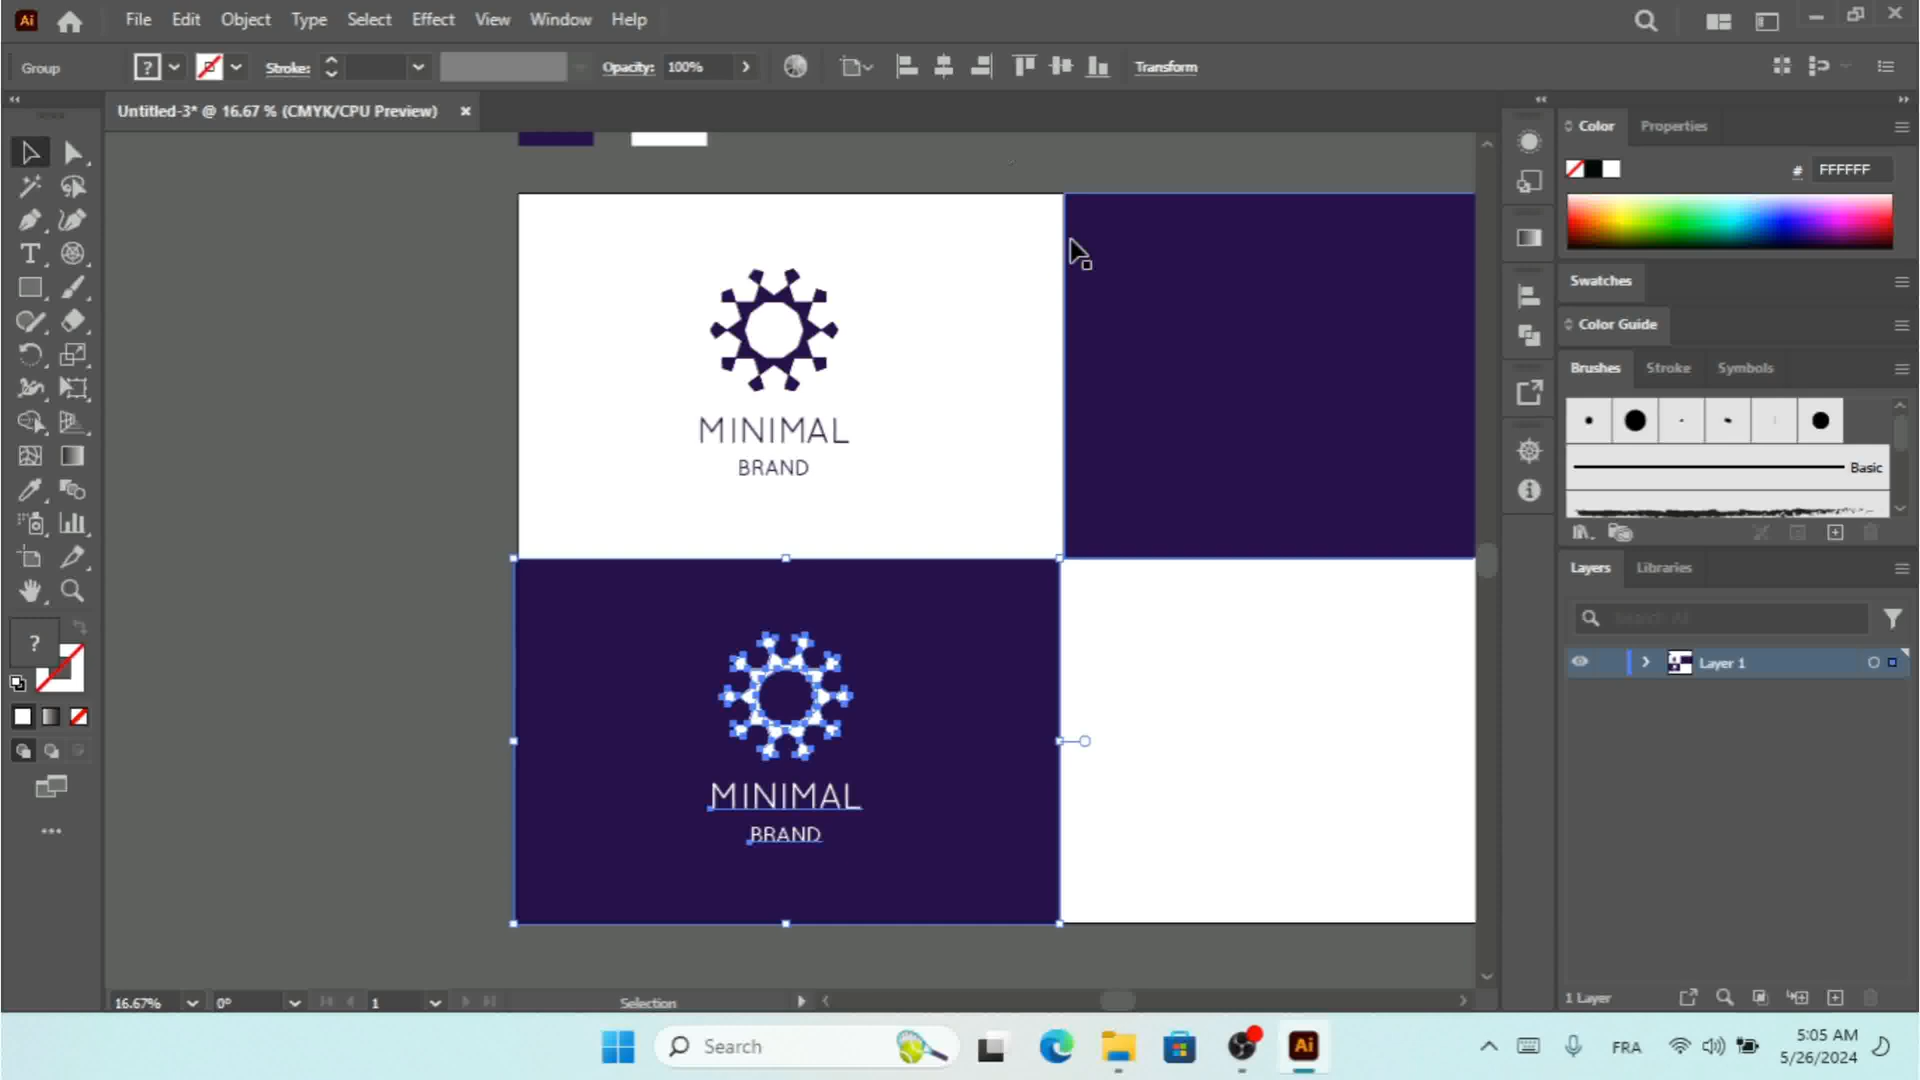 Ai File Edit Object Type Select Effect View Window Help
Group ? Stroke: Opacity: 100% Transform
Untitled-3* @ 16.67 % (CMYK/CPU Preview)
Color Properties
# FFFFFF
Swatches
Color Guide
Brushes Stroke Symbols
Basic
Layers Libraries
Layer 1
1 Layer
T
?
MINIMAL
BRAND
MINIMAL
BRAND
16.67% 0° 1 Selection
Search
Ai
FRA
5:05 AM
5/26/2024